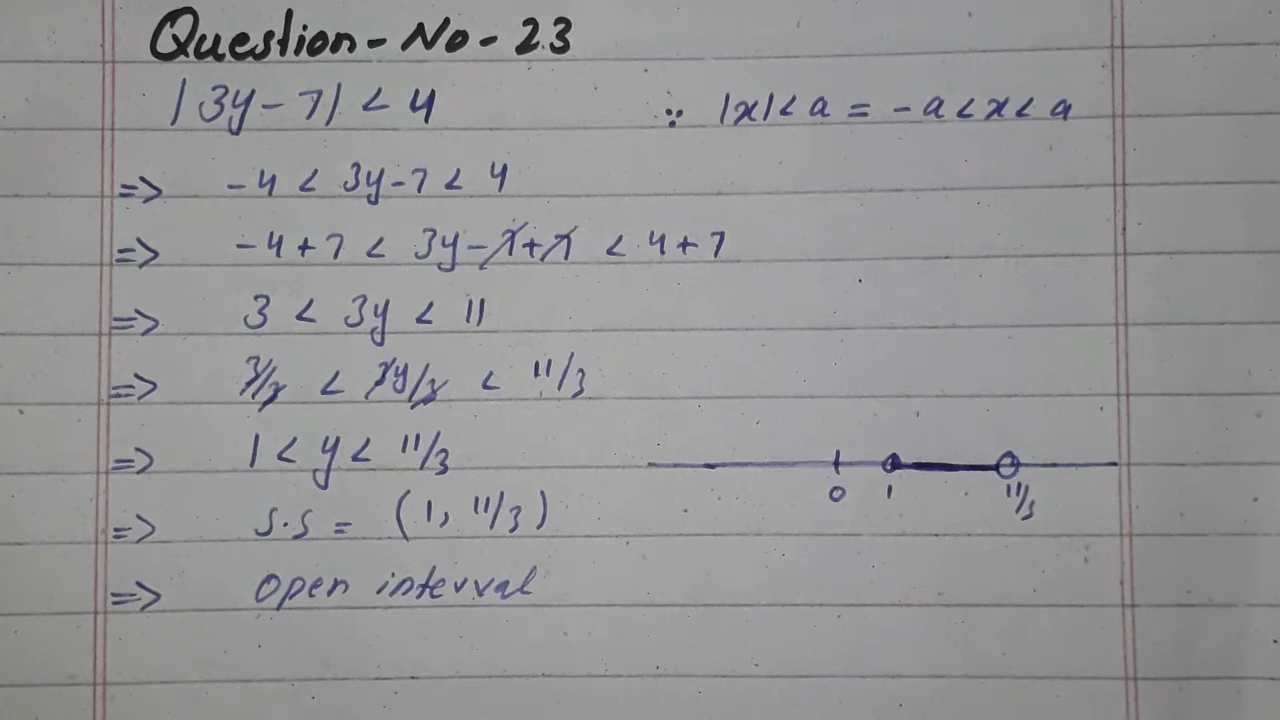 Question-No-23
|3y-7| < 4 ∵ |x| < a = -a < x < a
=> -4 < 3y-7 < 4
=> -4+7 < 3y-7+7 < 4+7
=> 3 < 3y < 11
=> 3/3 < 3y/3 < 11/3
=> 1 < y < 11/3
0 1 11/3
=> S.S = (1, 11/3)
=> open interval